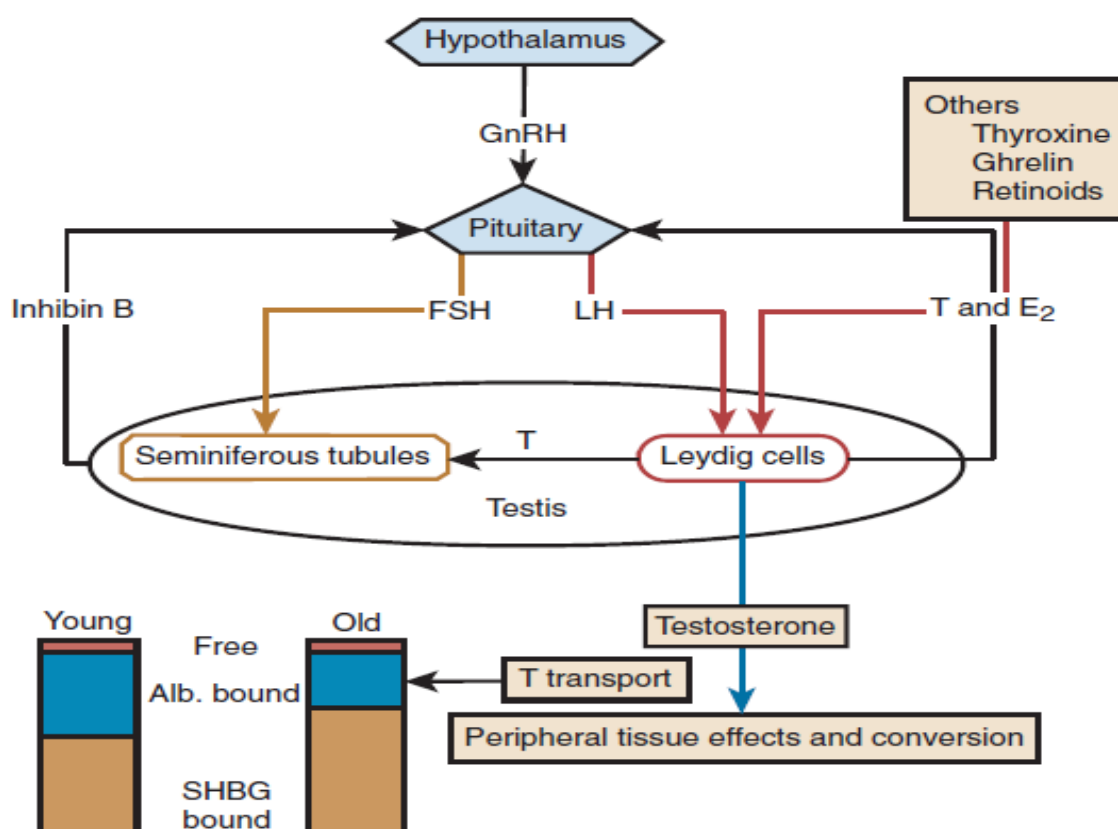 Hypothalamus
Others
Thyroxine
Ghrelin
Retinoids
GnRH
Pituitary
Inhibin B
FSH
LH
T and E₂
Seminiferous tubules
T
Leydig cells
Testis
Young
Old
Free
Alb. bound
SHBG
bound
Testosterone
T transport
Peripheral tissue effects and conversion